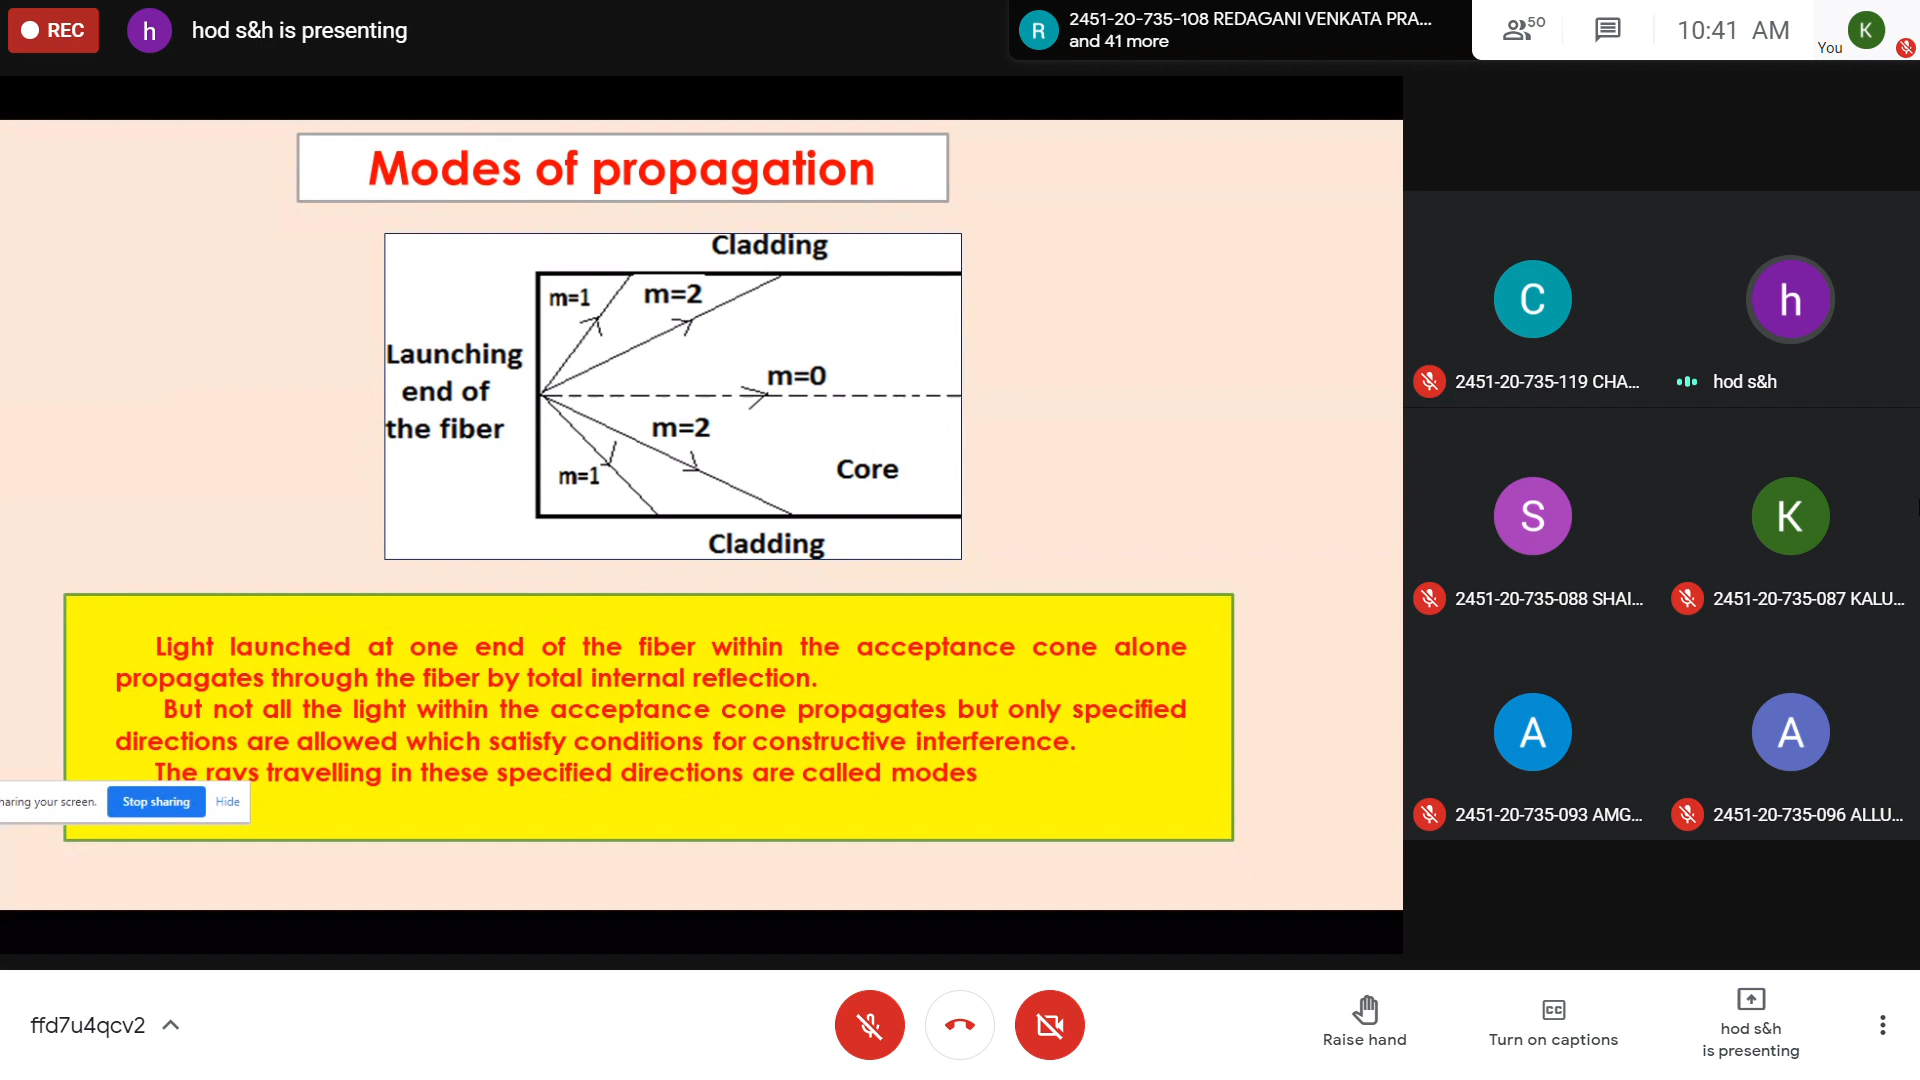 REC
h
hod s&h is presenting
R
2451-20-735-108 REDAGANI VENKATA PRA...
and 41 more
50
10:41 AM
You
K
Modes of propagation
Cladding
m=1
m=2
Launching
end of
the fiber
m=0
m=2
m=1
Core
Cladding
Light launched at one end of the fiber within the acceptance cone alone
propagates through the fiber by total internal reflection.
But not all the light within the acceptance cone propagates but only specified
directions are allowed which satisfy conditions for constructive interference.
The rays travelling in these specified directions are called modes
haring your screen.
Stop sharing
Hide
C
2451-20-735-119 CHA...
h
hod s&h
S
2451-20-735-088 SHAI...
K
2451-20-735-087 KALU...
A
2451-20-735-093 AMG...
A
2451-20-735-096 ALLU...
ffd7u4qcv2
Raise hand
CC
Turn on captions
hod s&h
is presenting